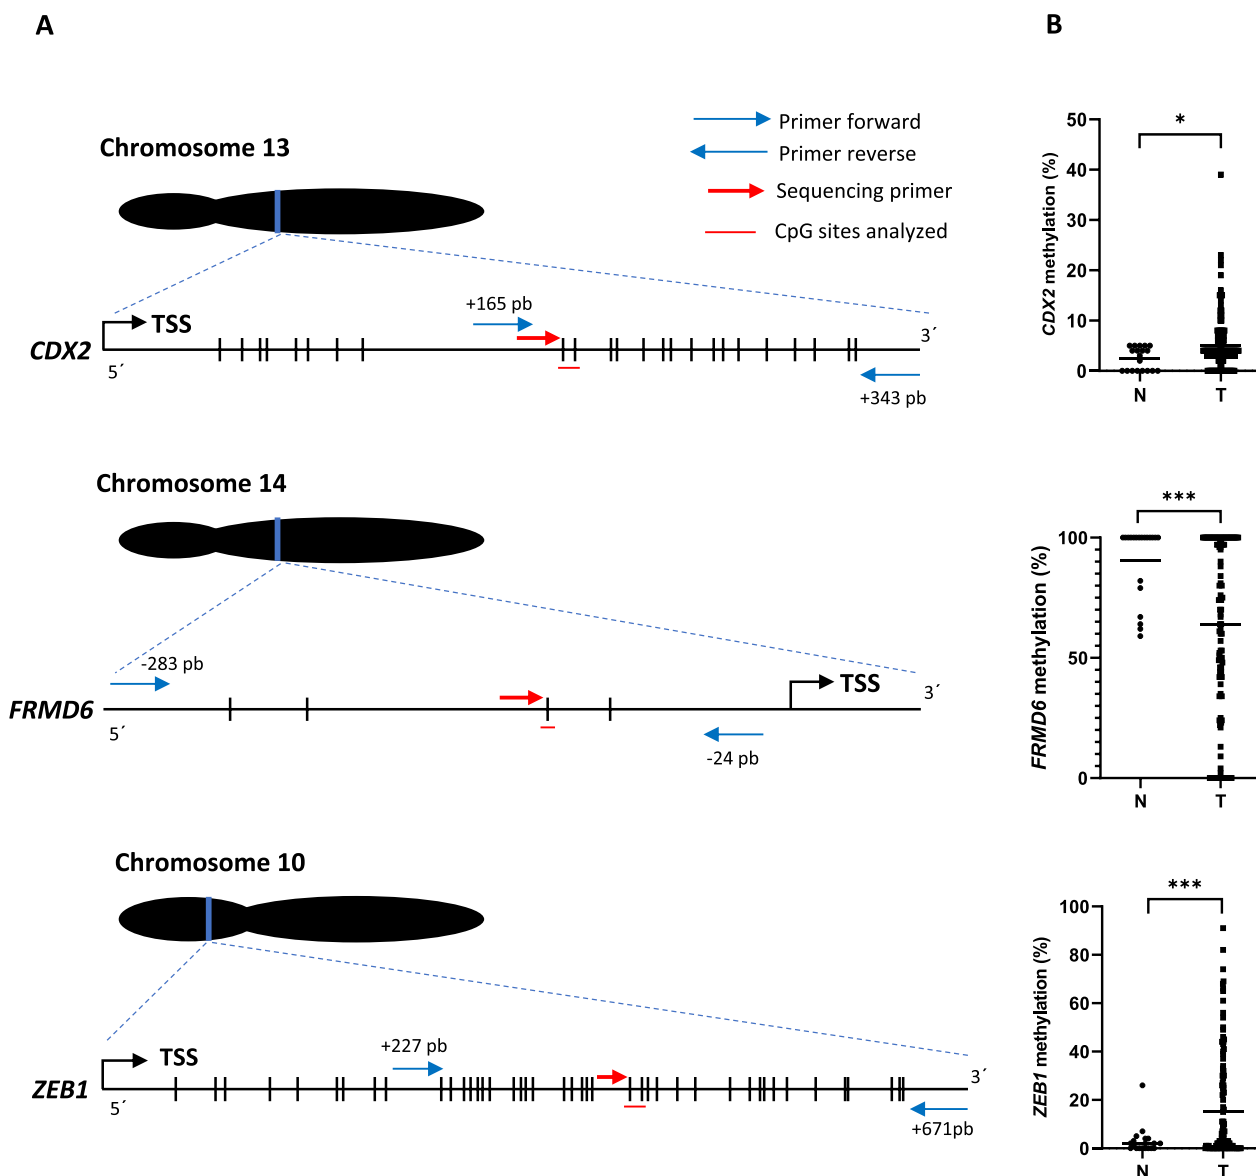 A
B
Primer forward
Primer reverse
Sequencing primer
CpG sites analyzed
Chromosome 13
+165 pb
TSS
CDX2
5´
3´
+343 pb
CDX2 methylation (%)
50
40
30
20
10
0
*
N
T
Chromosome 14
-283 pb
TSS
FRMD6
5´
3´
-24 pb
FRMD6 methylation (%)
100
50
0
***
N
T
Chromosome 10
TSS
+227 pb
ZEB1
5´
3´
+671pb
ZEB1 methylation (%)
100
80
60
40
20
0
***
N
T